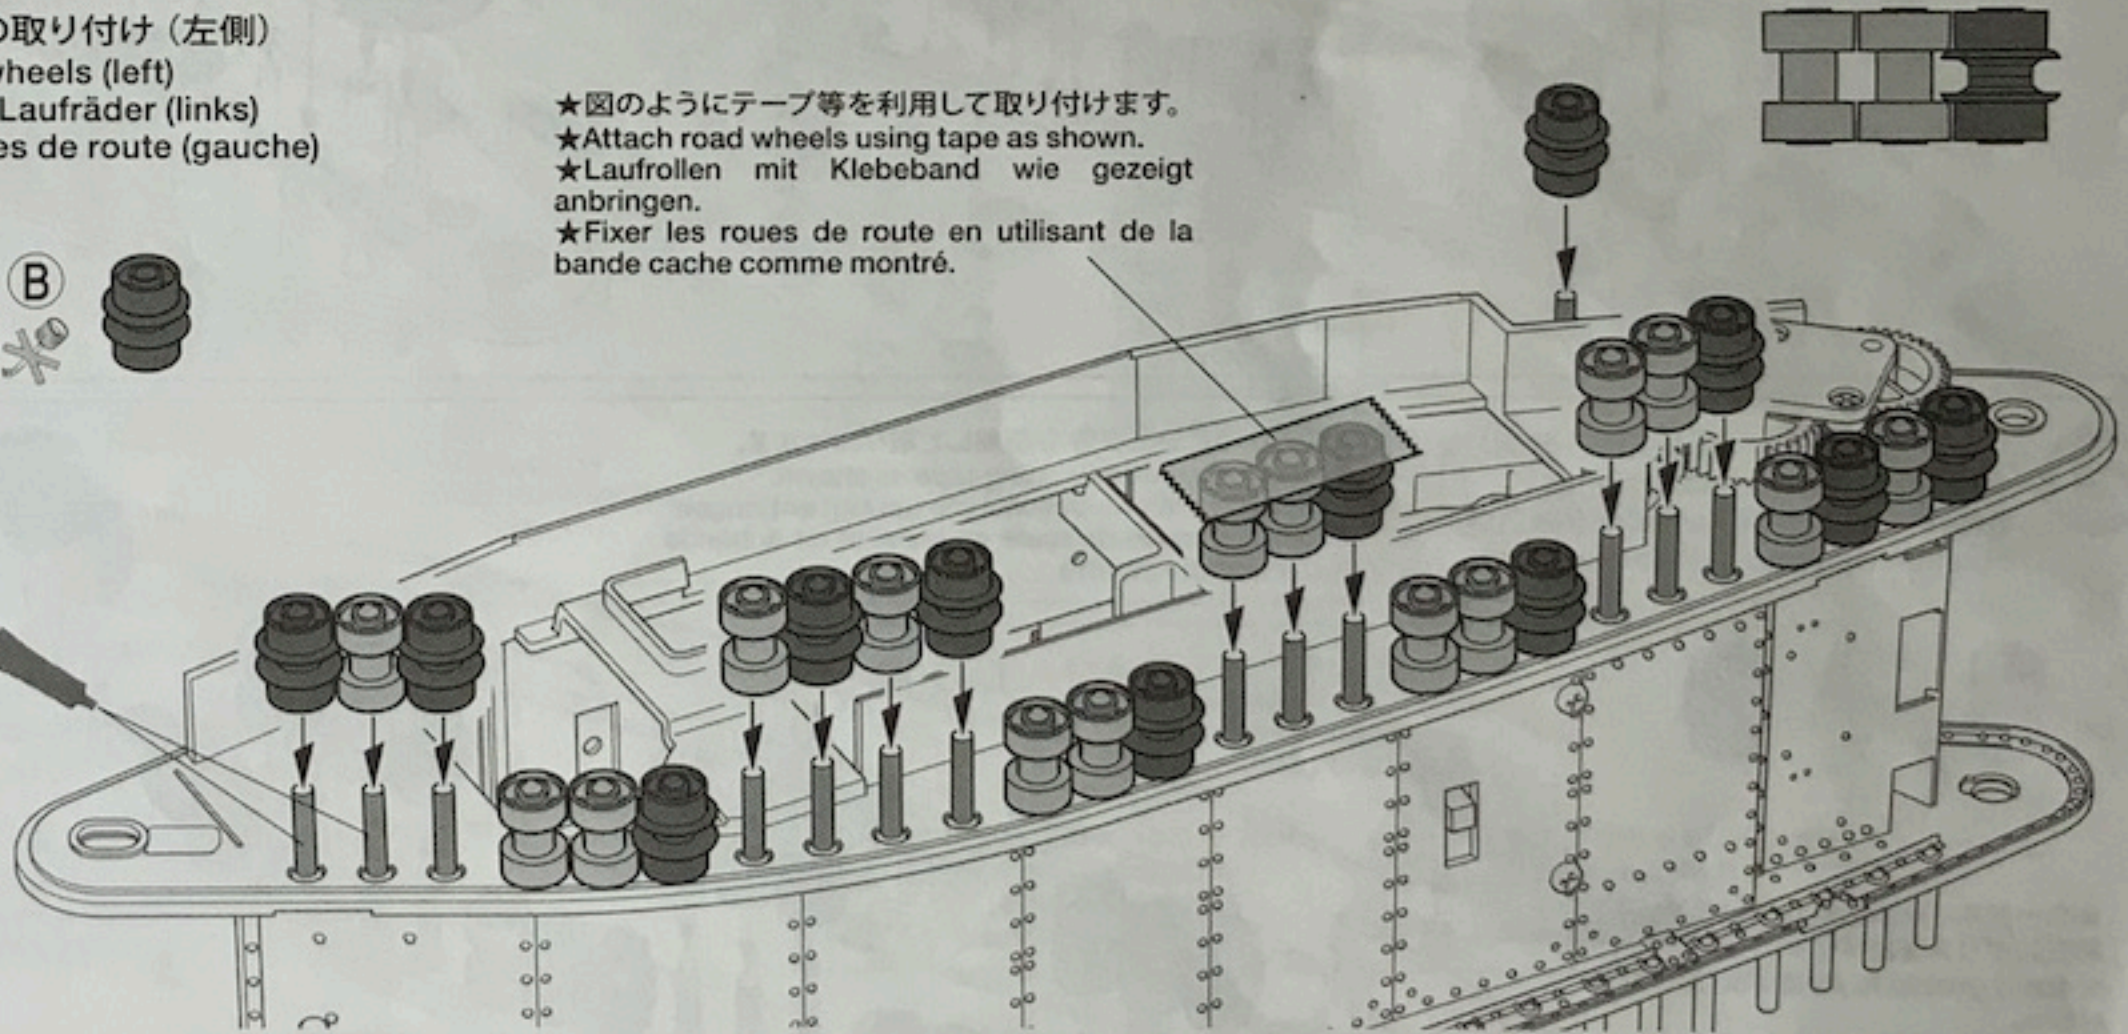 の取り付け（左側）
wheels (left)
Laufräder (links)
es de route (gauche)
★図のようにテープ等を利用して取り付けます。
★Attach road wheels using tape as shown.
★Laufrollen mit Klebeband wie gezeigt
anbringen.
★Fixer les roues de route en utilisant de la
bande cache comme montré.
B